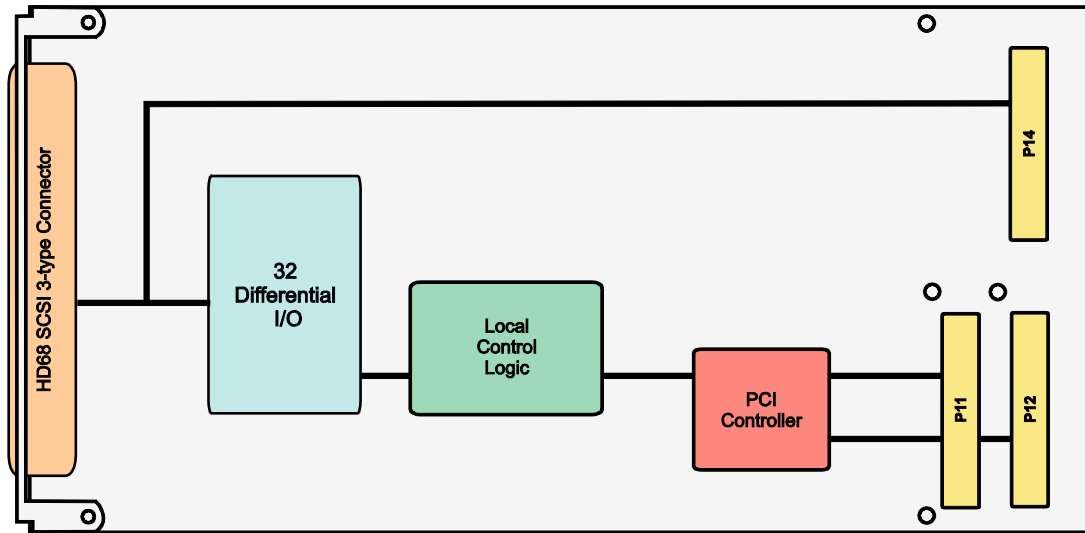 HD68 SCSI 3-type Connector
32
Differential
I/O
Local
Control
Logic
PCI
Controller
P14
P11
P12